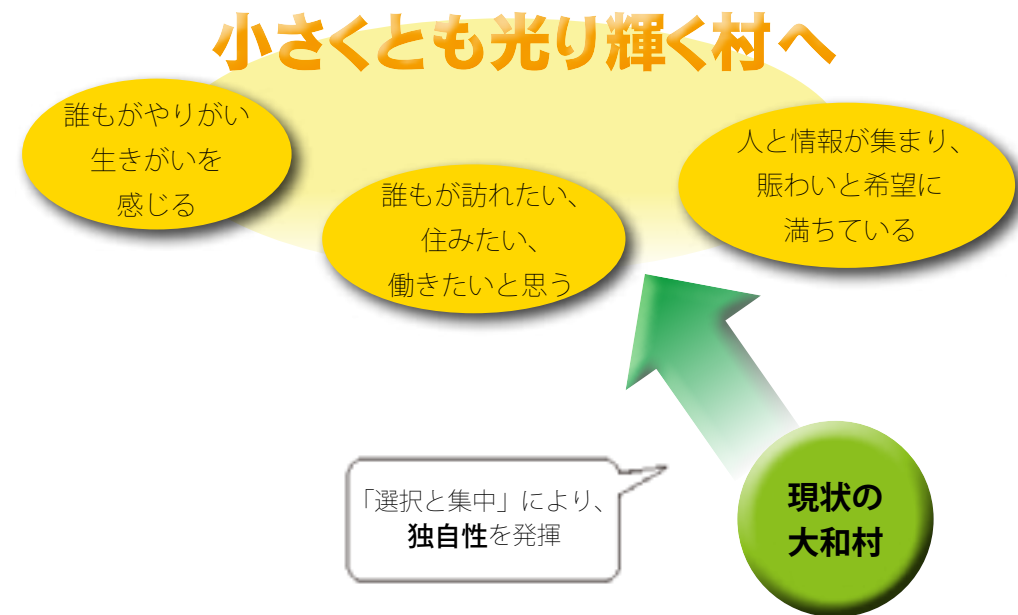 小さくとも光り輝く村へ
誰もがやりがい
生きがいを
感じる
誰もが訪れたい、
住みたい、
働きたいと思う
人と情報が集まり、
賑わいと希望に
満ちている
「選択と集中」により、
独自性を発揮
現状の
大和村